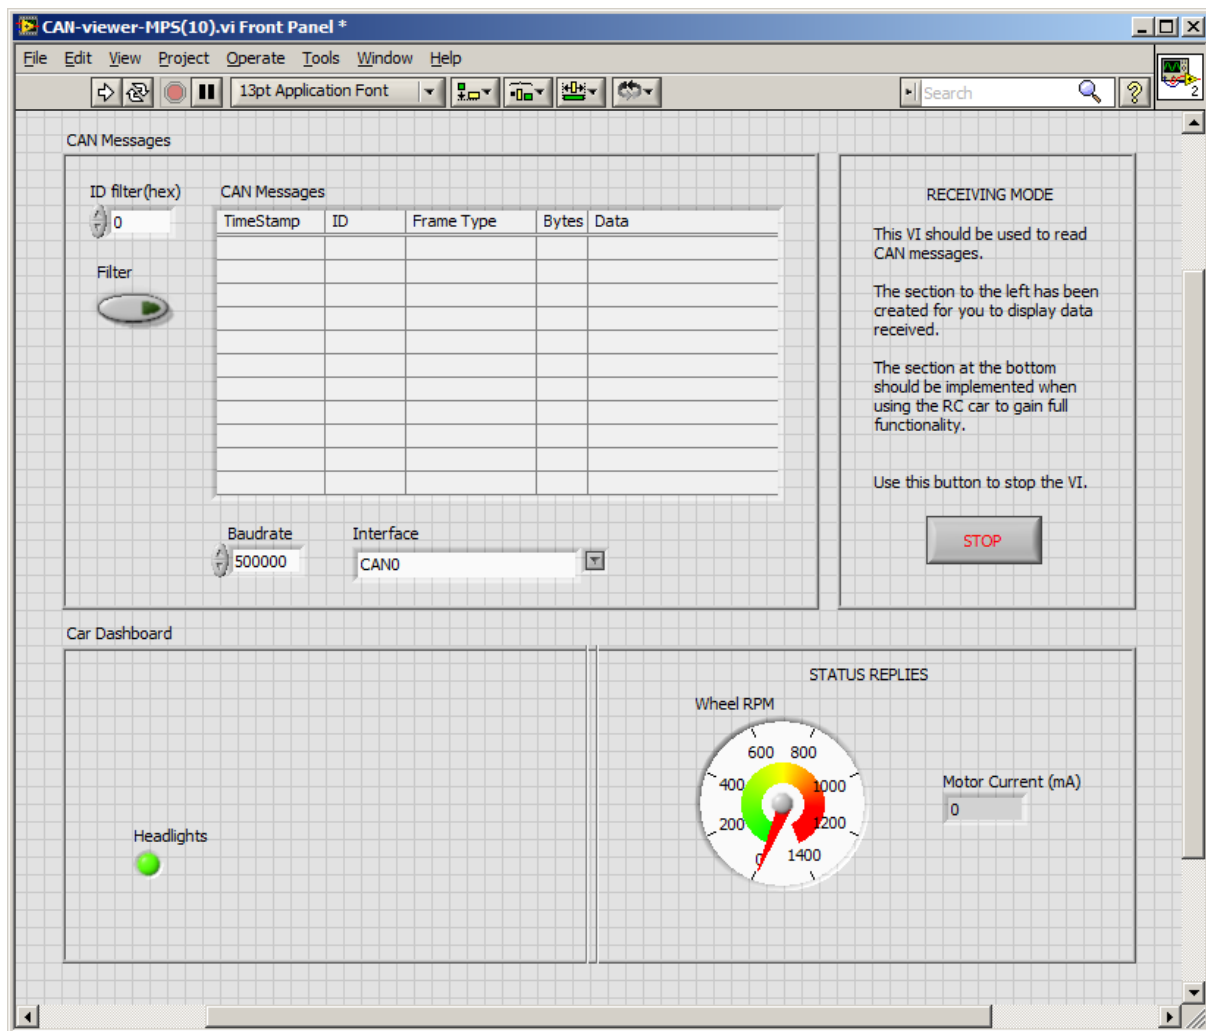 CAN-viewer-MPS(10).vi Front Panel *
File Edit View Project Operate Tools Window Help
13pt Application Font
Search
2
CAN Messages
ID filter(hex)
0
Filter
CAN Messages
TimeStamp ID Frame Type Bytes Data
Baudrate
500000
Interface
CAN0
RECEIVING MODE
This VI should be used to read
CAN messages.
The section to the left has been
created for you to display data
received.
The section at the bottom
should be implemented when
using the RC car to gain full
functionality.
Use this button to stop the VI.
STOP
Car Dashboard
Headlights
STATUS REPLIES
Wheel RPM
600 800
400 1000
200 1200
0 1400
Motor Current (mA)
0